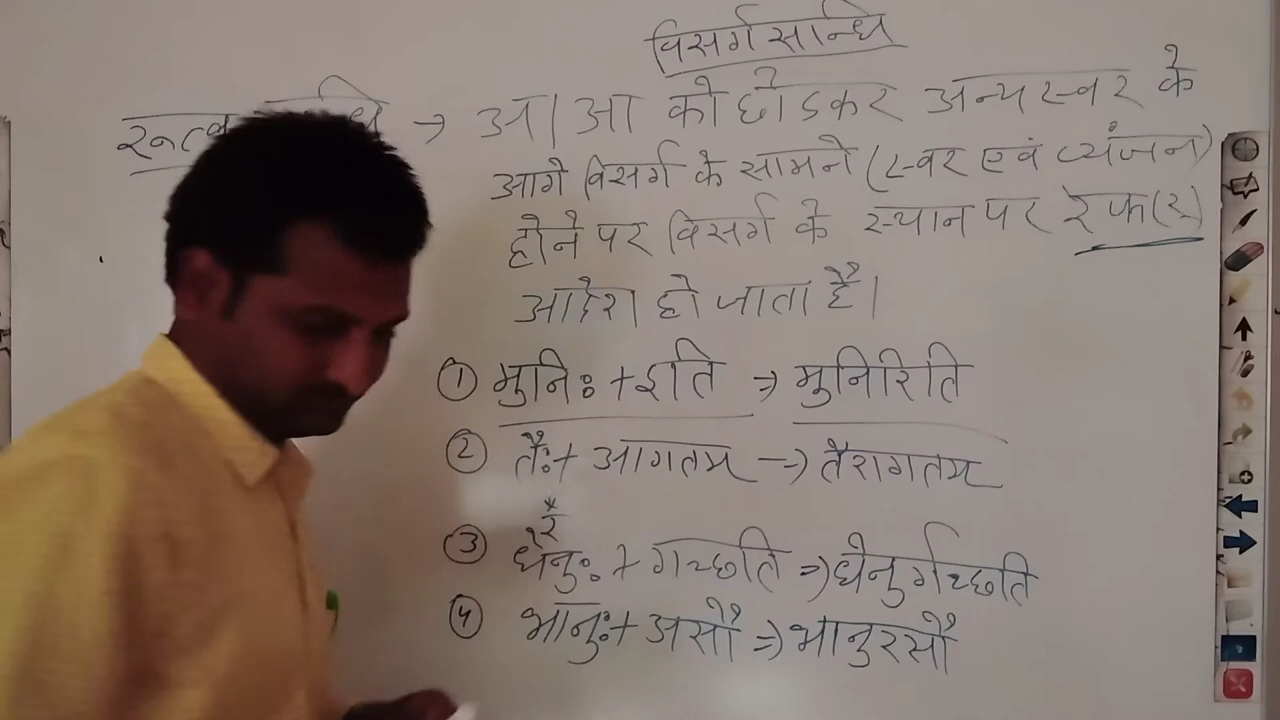 विसर्ग सन्धि
→ अ/आ को छोडकर अन्य स्वर के
आगे विसर्ग के सामने (स्वर एवं व्यंजन)
होने पर विसर्ग के स्थान पर रेफ(र्)
आदेश हो जाता है।
① मुनिः + इति ⇒ मुनिरिति
② तैः + आगतम् → तैरागतम्
③ धेनुः + गच्छति ⇒ धेनुर्गच्छति
④ भानुः + असौ ⇒ भानुरसौ